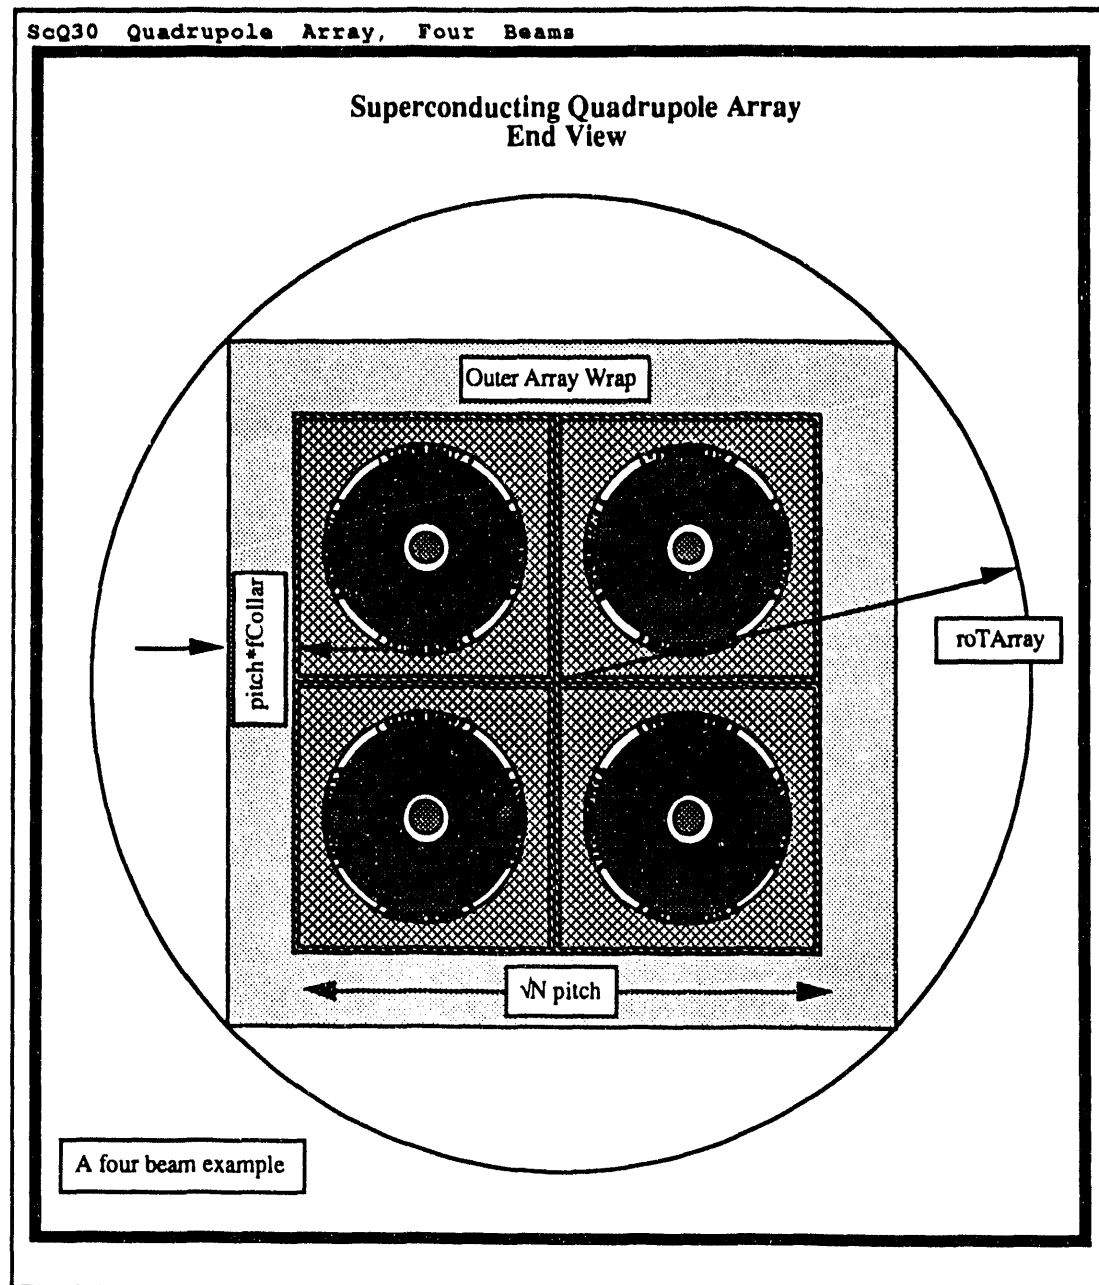 ScQ30 Quadrupole Array, Four Beams
Superconducting Quadrupole Array
End View
Outer Array Wrap
pitch*fCollar
roTArray
√N pitch
A four beam example